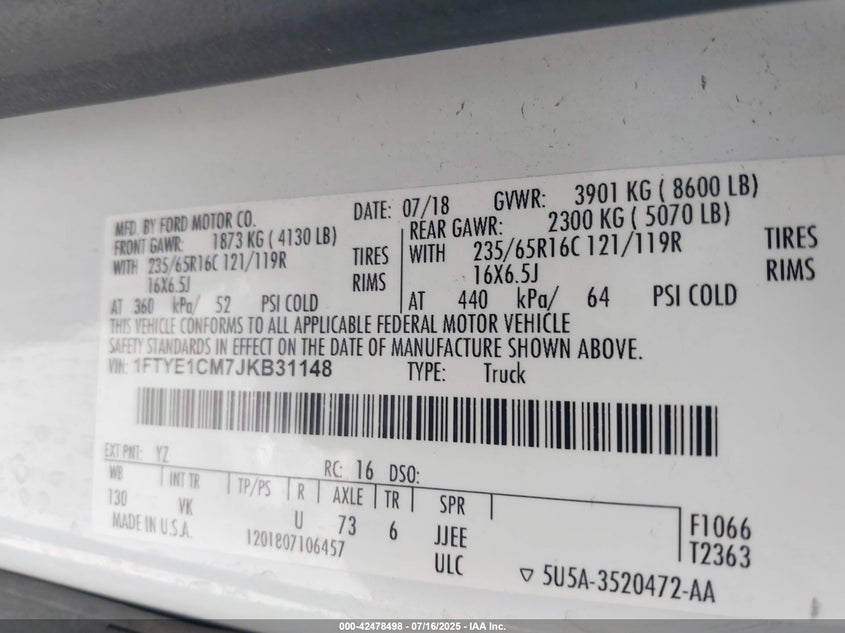 MFD. BY FORD MOTOR CO. DATE: 07/18 GVWR: 3901 KG ( 8600 LB)
FRONT GAWR: 1873 KG ( 4130 LB) REAR GAWR: 2300 KG ( 5070 LB)
WITH 235/65R16C 121/119R TIRES WITH 235/65R16C 121/119R TIRES
16X6.5J RIMS 16X6.5J RIMS
AT 360 kPa/ 52 PSI COLD AT 440 kPa/ 64 PSI COLD
THIS VEHICLE CONFORMS TO ALL APPLICABLE FEDERAL MOTOR VEHICLE
SAFETY STANDARDS IN EFFECT ON THE DATE OF MANUFACTURE SHOWN ABOVE.
VIN: 1FTYE1CM7JKB31148 TYPE: Truck
EXT PNT: YZ RC: 16 DSO:
WB INT TR TP/PS R AXLE TR SPR
130 VK U 73 6 JJEE F1066
MADE IN U.S.A. 1201807106457 ULC T2363
5U5A-3520472-AA
000-42478498 - 07/16/2025 - IAA Inc.